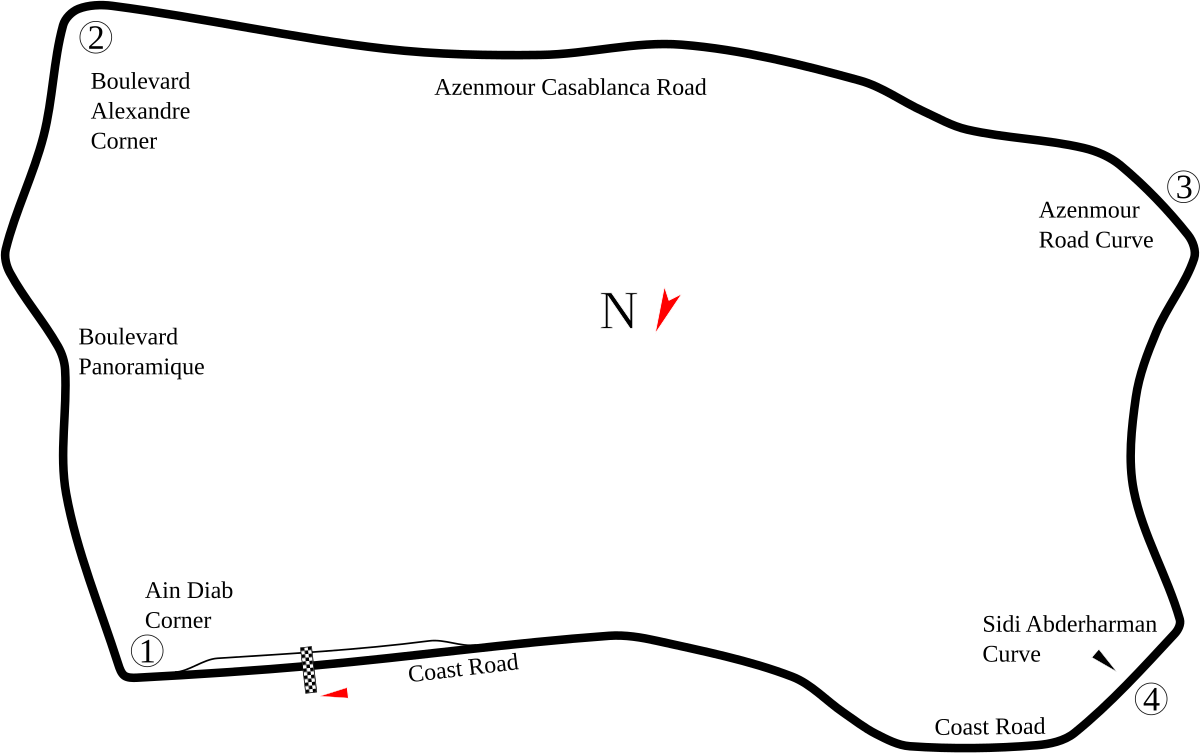 2
Boulevard
Alexandre
Corner
Azenmour Casablanca Road
3
Azenmour
Road Curve
N
Boulevard
Panoramique
Ain Diab
Corner
1
Coast Road
Sidi Abderharman
Curve
4
Coast Road